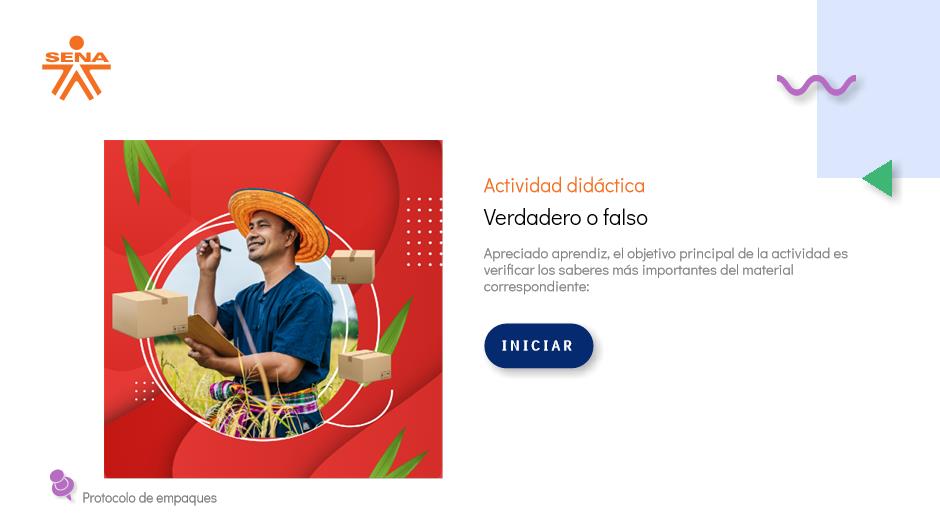 SENA
Actividad didáctica
Verdadero o falso
Apreciado aprendiz, el objetivo principal de la actividad es
verificar los saberes más importantes del material
correspondiente:
INICIAR
Protocolo de empaques